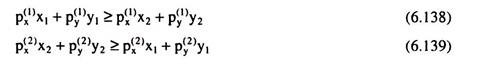 p_x^(1)x_1 + p_y^(1)y_1 ≥ p_x^(1)x_2 + p_y^(1)y_2 (6.138)
p_x^(2)x_2 + p_y^(2)y_2 ≥ p_x^(2)x_1 + p_y^(2)y_1 (6.139)